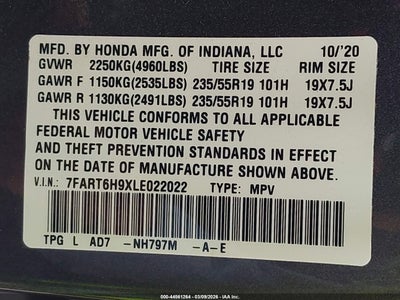 MFD. BY HONDA MFG. OF INDIANA, LLC 10/'20
GVWR 2250KG(4960LBS) TIRE SIZE RIM SIZE
GAWR F 1150KG(2535LBS) 235/55R19 101H 19X7.5J
GAWR R 1130KG(2491LBS) 235/55R19 101H 19X7.5J
THIS VEHICLE CONFORMS TO ALL APPLICABLE
FEDERAL MOTOR VEHICLE SAFETY
AND THEFT PREVENTION STANDARDS IN EFFECT
ON THE DATE OF MANUFACTURE SHOWN ABOVE.
V.I.N.: 7FART6H9XLE022022 TYPE: MPV
TPG L AD7 -NH797M -A-E
000-44561264 - 03/09/2026 - IAA Inc.